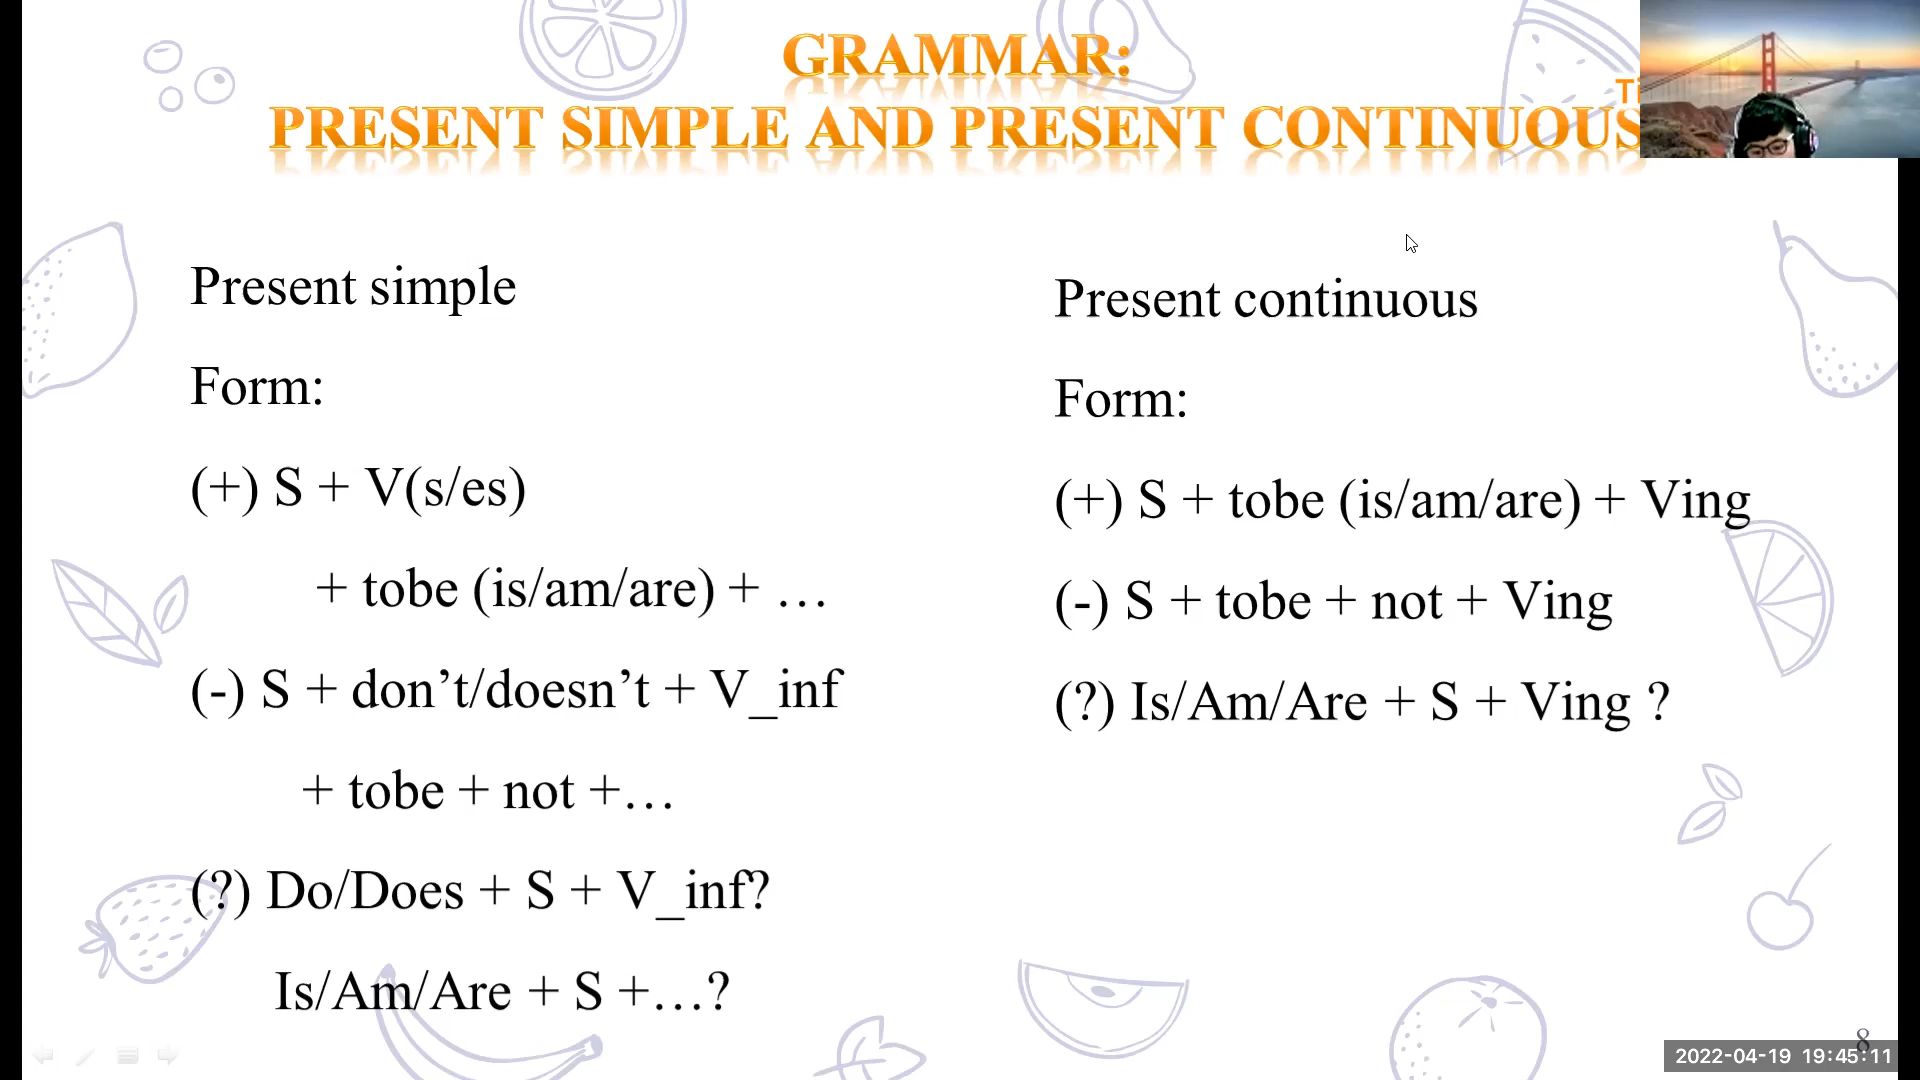 GRAMMAR:
PRESENT SIMPLE AND PRESENT CONTINUOUS
Present simple
Form:
(+) S + V(s/es)
+ tobe (is/am/are) + …
(-) S + don’t/doesn’t + V_inf
+ tobe + not +…
(?) Do/Does + S + V_inf?
Is/Am/Are + S +…?
Present continuous
Form:
(+) S + tobe (is/am/are) + Ving
(-) S + tobe + not + Ving
(?) Is/Am/Are + S + Ving ?
8
2022-04-19 19:45:11